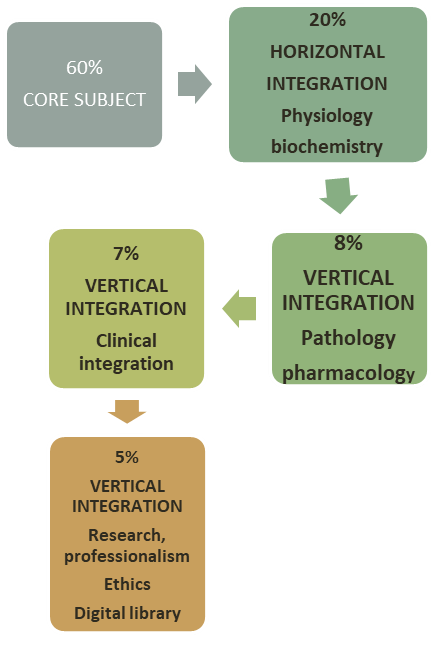 60%
CORE SUBJECT
20%
HORIZONTAL
INTEGRATION
Physiology
biochemistry
8%
VERTICAL
INTEGRATION
Pathology
pharmacology
7%
VERTICAL
INTEGRATION
Clinical
integration
5%
VERTICAL
INTEGRATION
Research,
professionalism
Ethics
Digital library